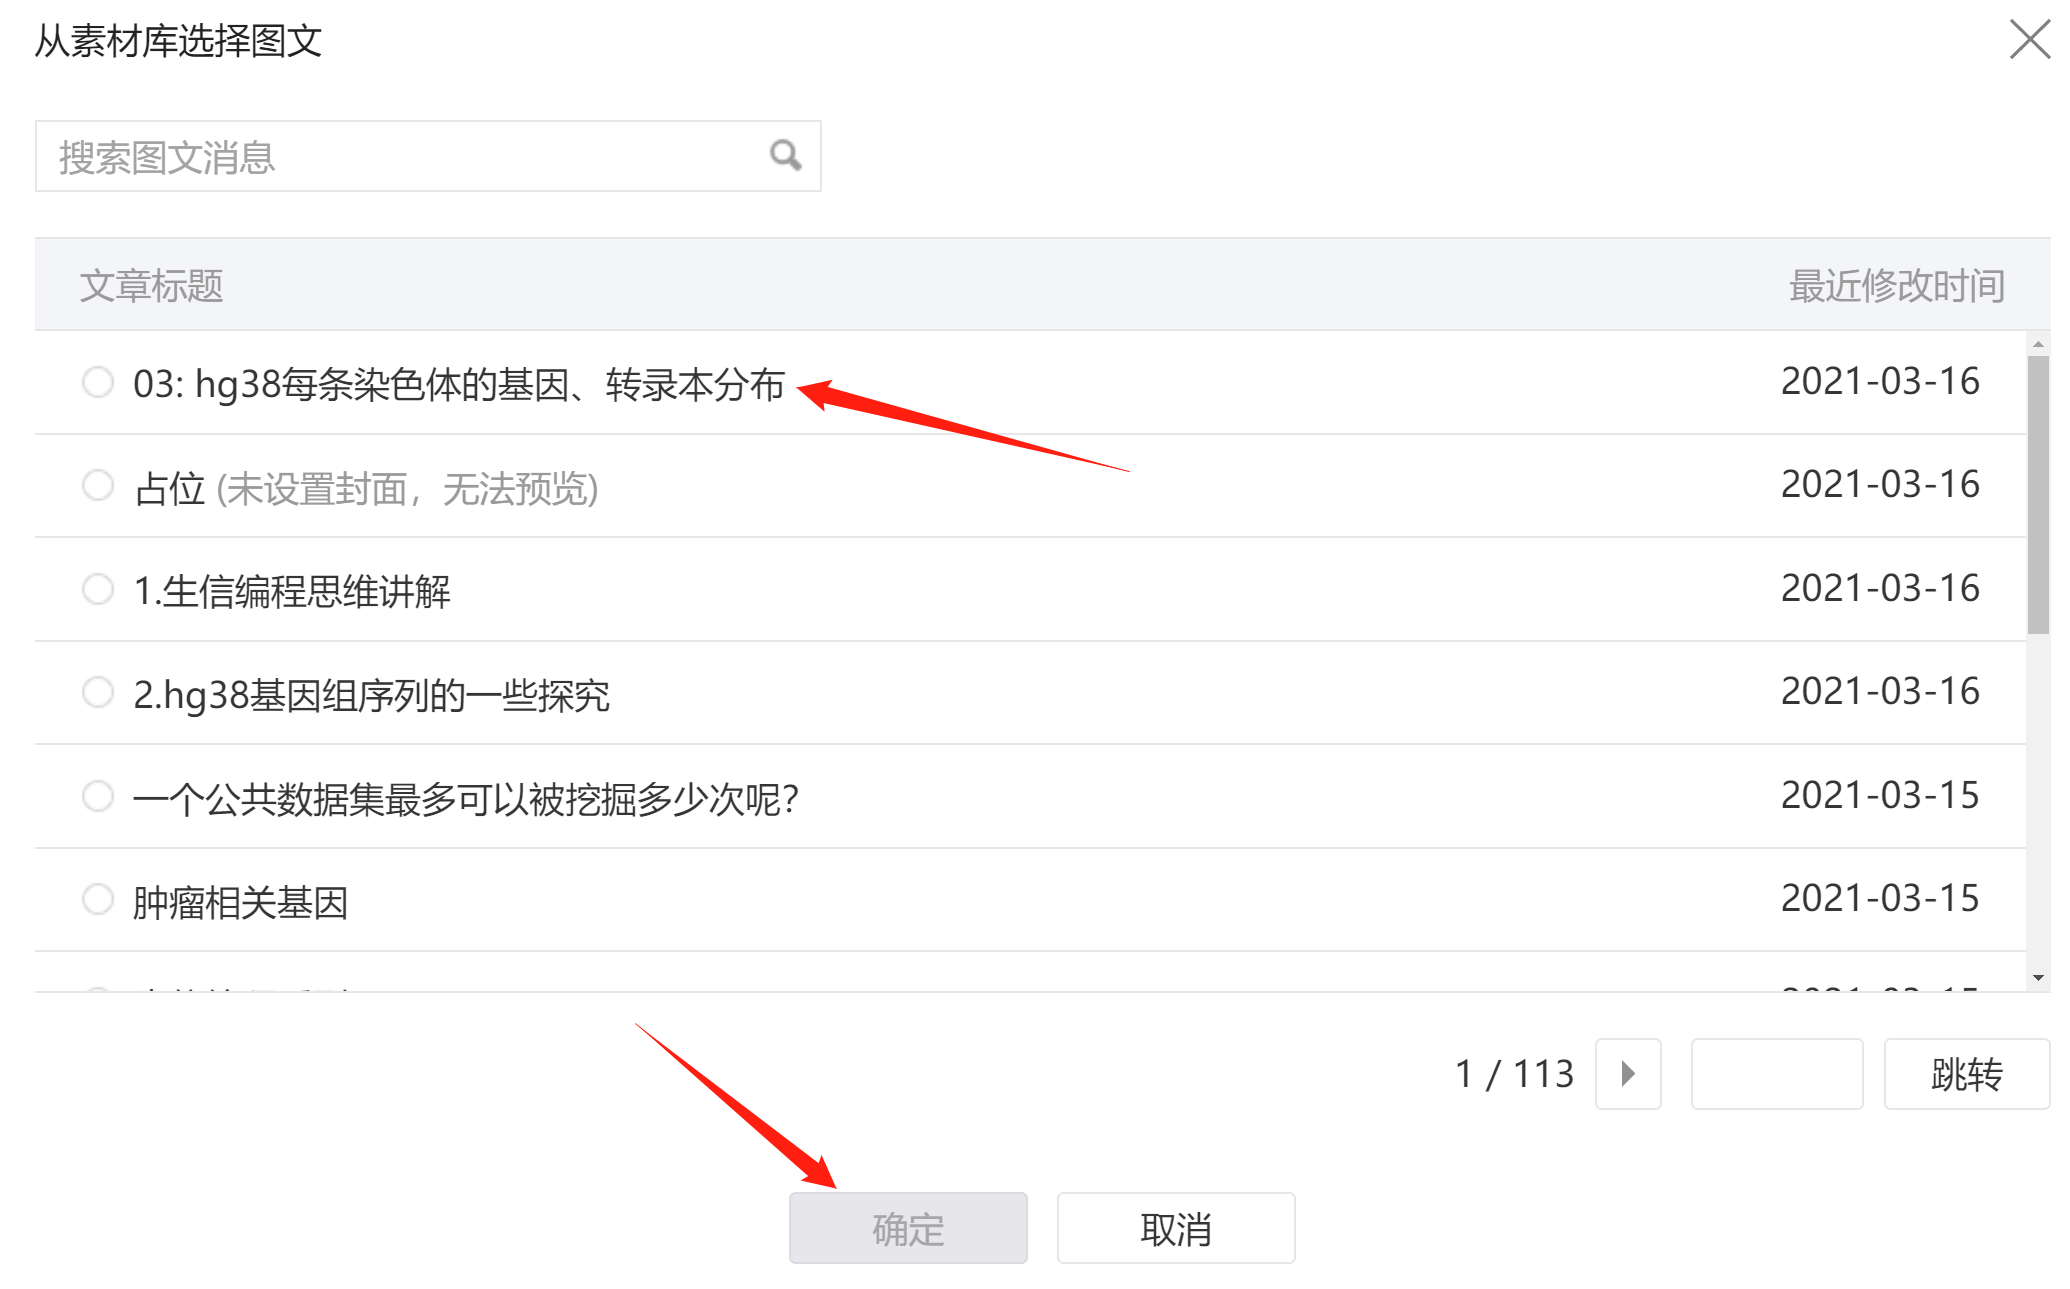 从素材库选择图文
搜索图文消息
文章标题 最近修改时间
03: hg38每条染色体的基因、转录本分布 2021-03-16
占位 (未设置封面，无法预览) 2021-03-16
1.生信编程思维讲解 2021-03-16
2.hg38基因组序列的一些探究 2021-03-16
一个公共数据集最多可以被挖掘多少次呢？ 2021-03-15
肿瘤相关基因 2021-03-15
1 / 113 跳转
确定 取消